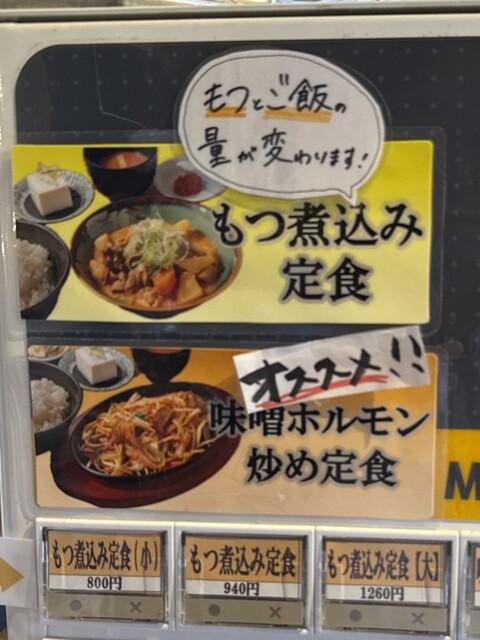 もつとご飯の
量が変わります!
もつ煮込み
定食
オススメ!!
味噌ホルモン
炒め定食
M
もつ煮込み定食(小)
800円
もつ煮込み定食
940円
もつ煮込み定食【大】
1260円